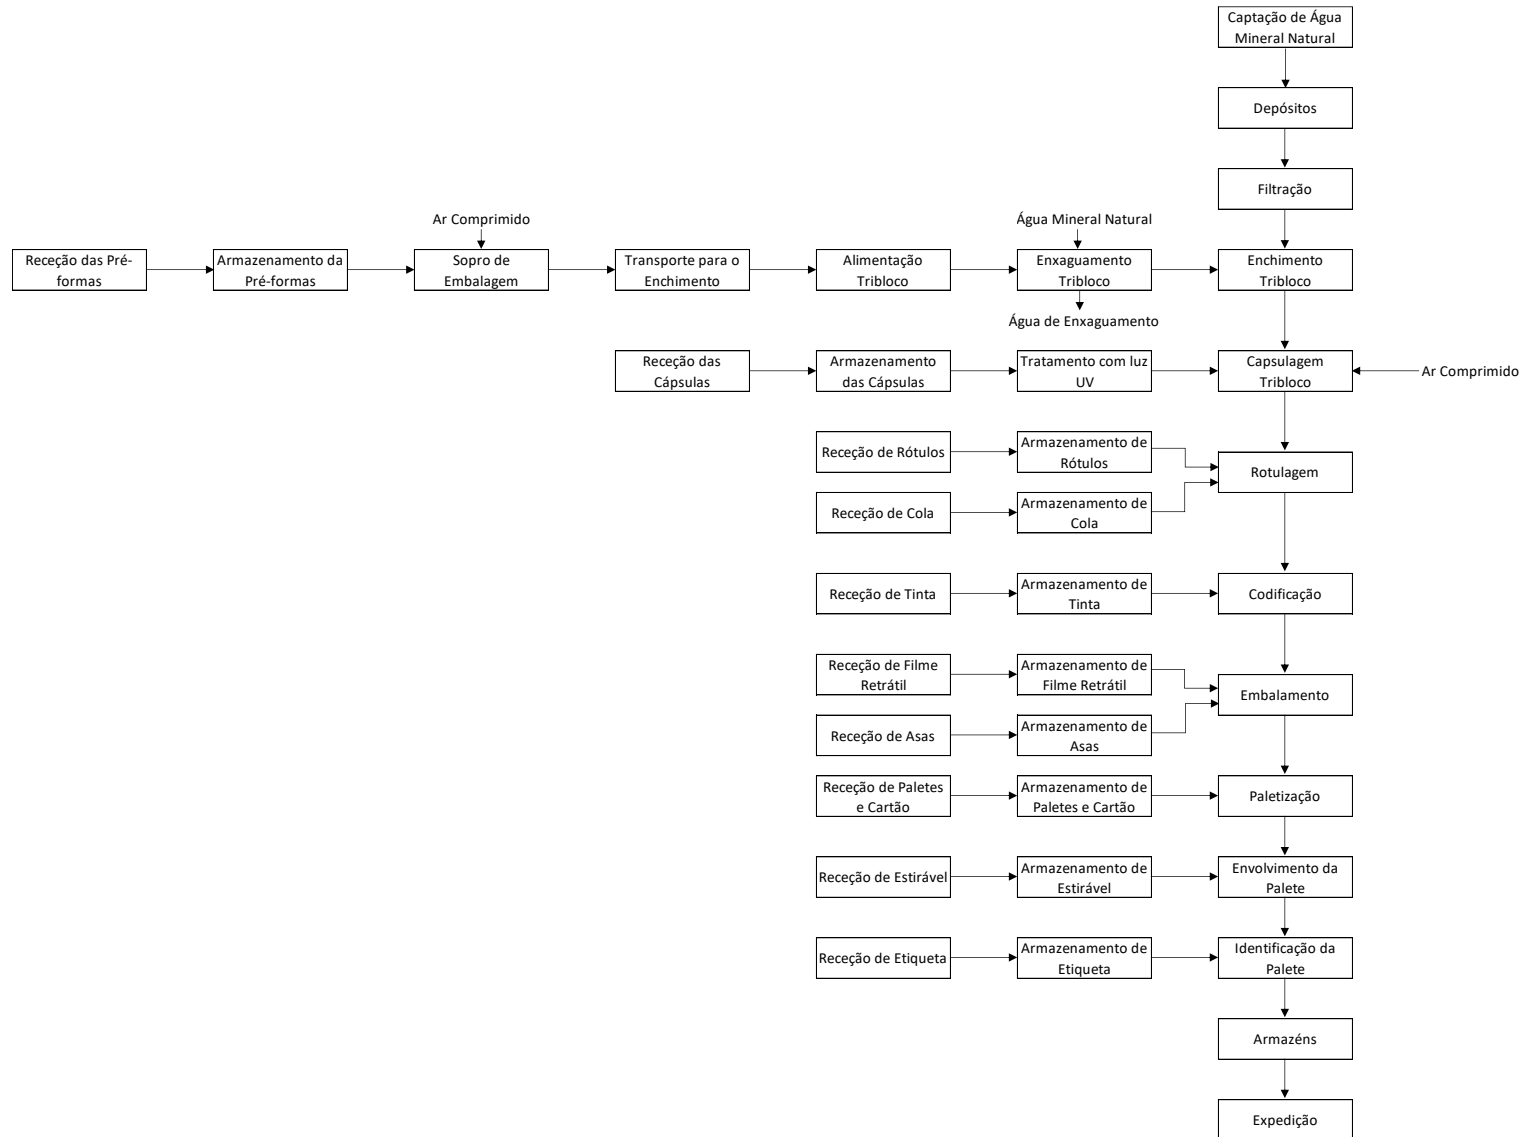 Captação de Água
Mineral Natural
Depósitos
Filtração
Ar Comprimido
Água Mineral Natural
Receção das Pré-
formas
Armazenamento da
Pré-formas
Sopro de
Embalagem
Transporte para o
Enchimento
Alimentação
Tribloco
Enxaguamento
Tribloco
Enchimento
Tribloco
Água de Enxaguamento
Receção das
Cápsulas
Armazenamento
das Cápsulas
Tratamento com luz
UV
Capsulagem
Tribloco
Ar Comprimido
Receção de Rótulos
Armazenamento de
Rótulos
Rotulagem
Receção de Cola
Armazenamento de
Cola
Receção de Tinta
Armazenamento de
Tinta
Codificação
Receção de Filme
Retrátil
Armazenamento de
Filme Retrátil
Embalamento
Receção de Asas
Armazenamento de
Asas
Receção de Paletes
e Cartão
Armazenamento de
Paletes e Cartão
Paletização
Receção de Estirável
Armazenamento de
Estirável
Envolvimento da
Palete
Receção de Etiqueta
Armazenamento de
Etiqueta
Identificação da
Palete
Armazéns
Expedição